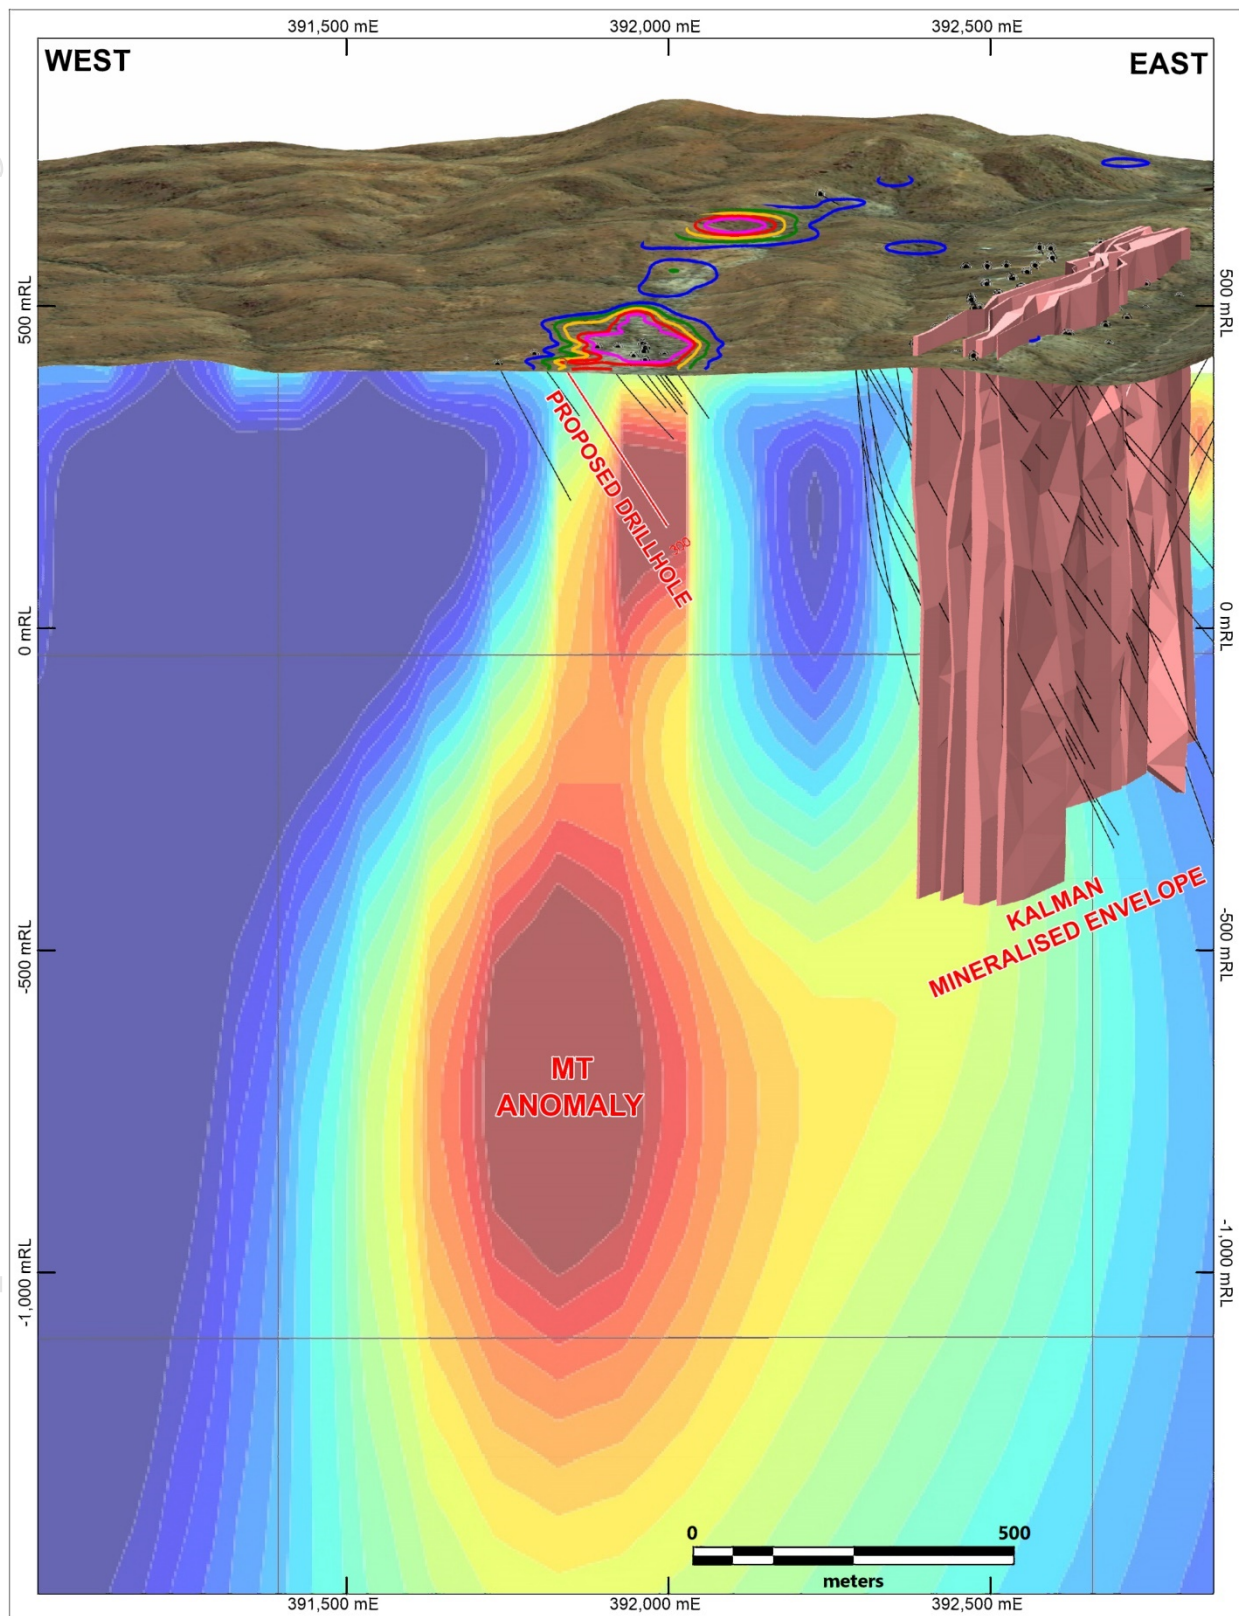 391,500 mE
392,000 mE
392,500 mE
WEST
EAST
500 mRL
500 mRL
PROPOSED DRILLHOLE
0 mRL
0 mRL
KALMAN
MINERALISED ENVELOPE
-500 mRL
-500 mRL
MT
ANOMALY
-1,000 mRL
-1,000 mRL
0
500
meters
391,500 mE
392,000 mE
392,500 mE